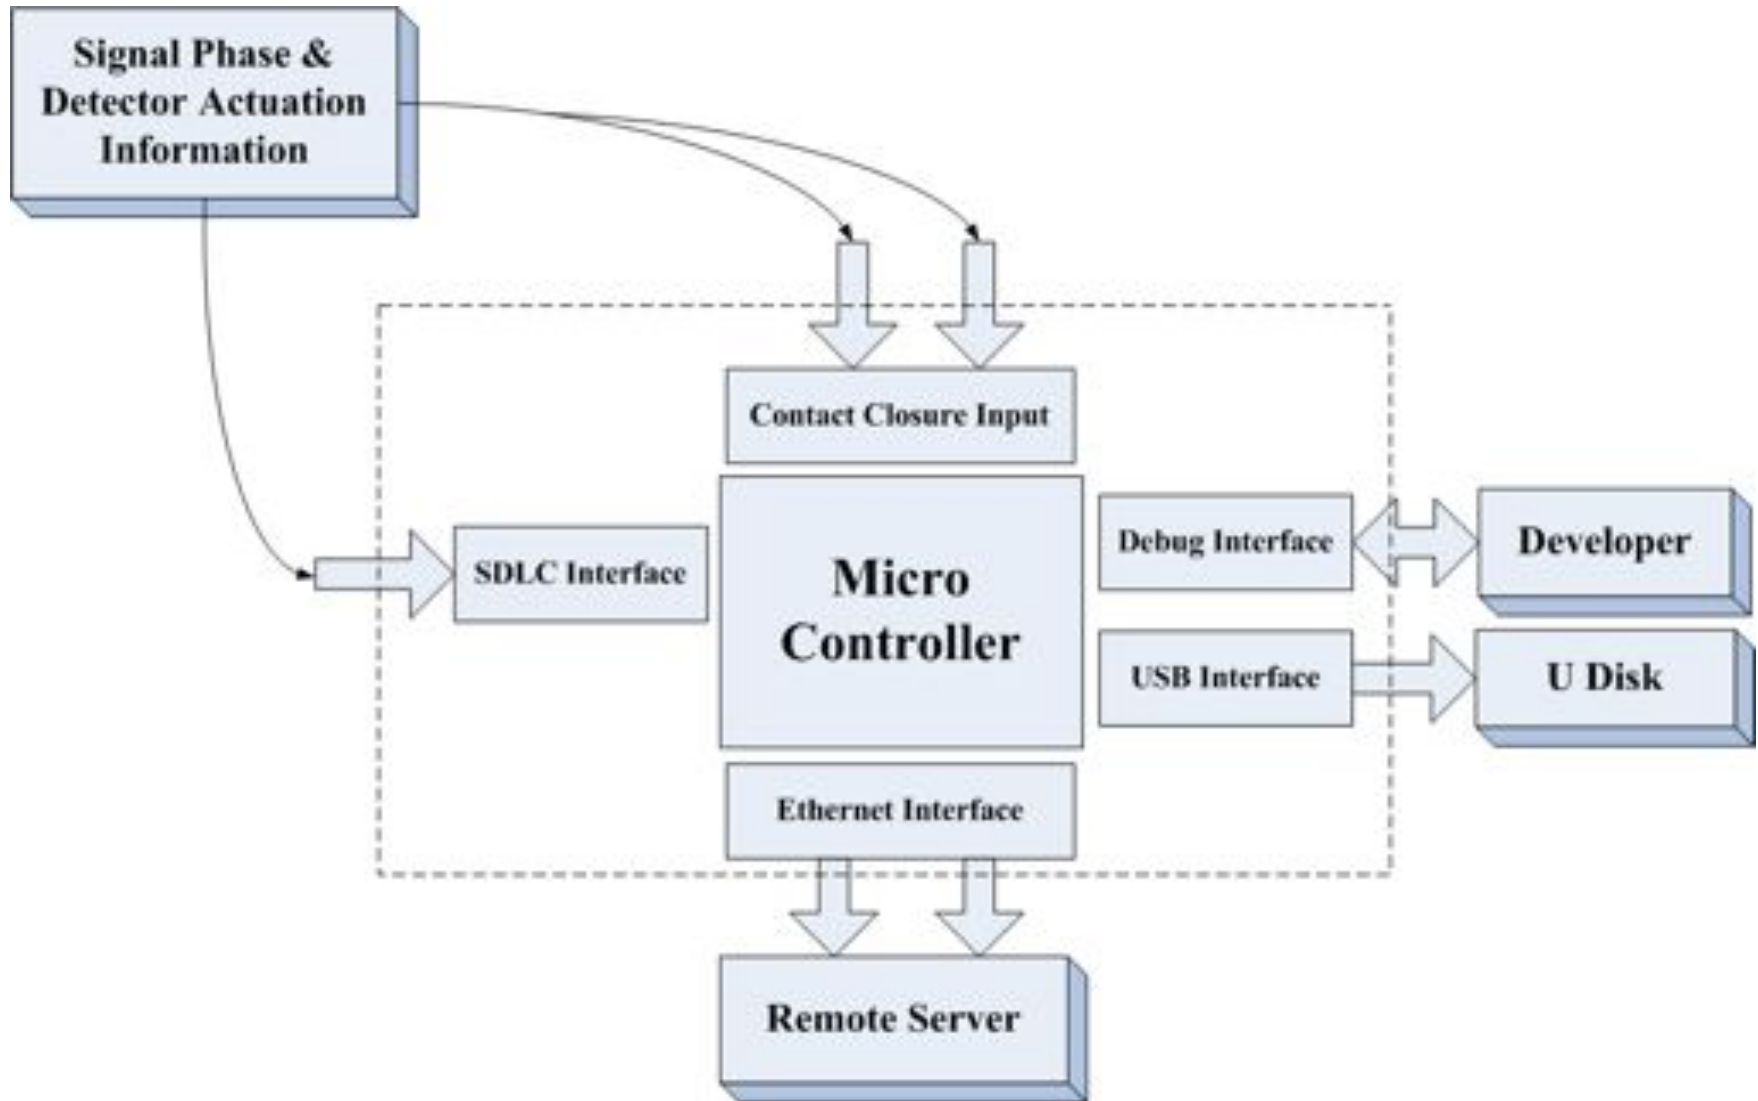 Signal Phase &
Detector Actuation
Information
Contact Closure Input
SDLC Interface
Micro
Controller
Debug Interface
Developer
USB Interface
U Disk
Ethernet Interface
Remote Server